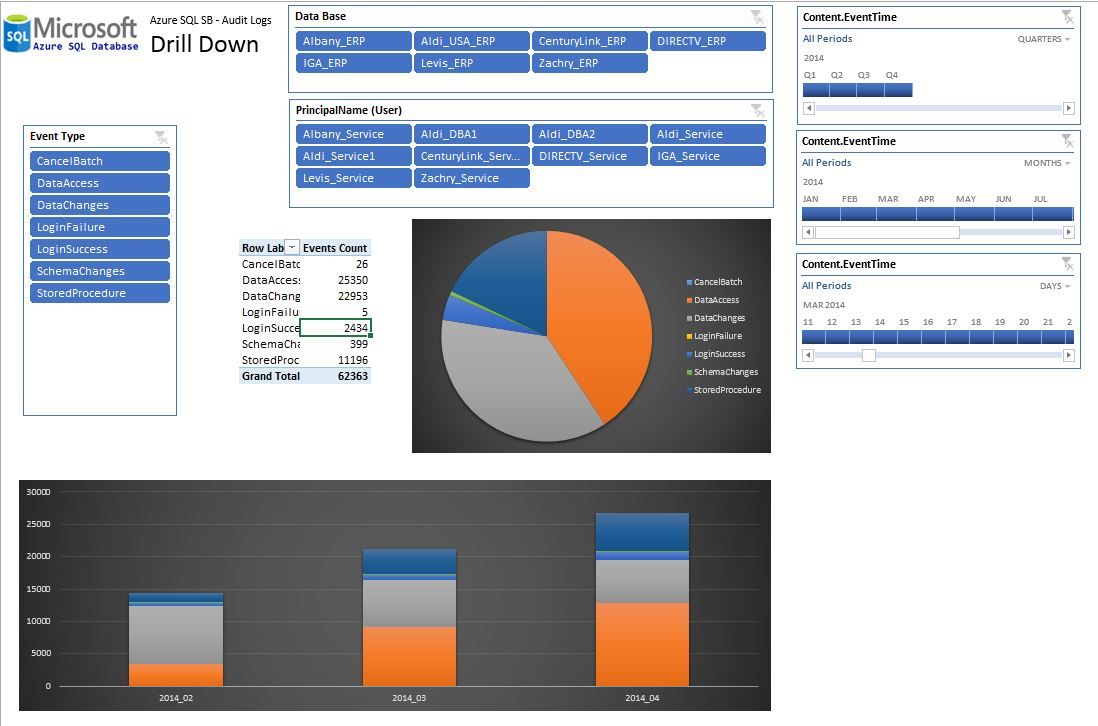 SQL
Microsoft
Azure SQL Database
Azure SQL SB - Audit Logs
Drill Down
Data Base
Albany_ERP Aldi_USA_ERP CenturyLink_ERP DIRECTV_ERP
IGA_ERP Levis_ERP Zachry_ERP
PrincipalName (User)
Albany_Service Aldi_DBA1 Aldi_DBA2 Aldi_Service
Aldi_Service1 CenturyLink_Serv... DIRECTV_Service IGA_Service
Levis_Service Zachry_Service
Content.EventTime
All Periods QUARTERS
2014
Q1 Q2 Q3 Q4
Content.EventTime
All Periods MONTHS
2014
JAN FEB MAR APR MAY JUN JUL
Content.EventTime
All Periods DAYS
MAR 2014
11 12 13 14 15 16 17 18 19 20 21 2
Event Type
CancelBatch
DataAccess
DataChanges
LoginFailure
LoginSuccess
SchemaChanges
StoredProcedure
Row Lab Events Count
CancelBatc 26
DataAcces 25350
DataChang 22953
LoginFailu 5
LoginSucce 2434
SchemaCha 399
StoredProc 11196
Grand Total 62363
CancelBatch
DataAccess
DataChanges
LoginFailure
LoginSuccess
SchemaChanges
StoredProcedure
30000
25000
20000
15000
10000
5000
0
2014_02 2014_03 2014_04